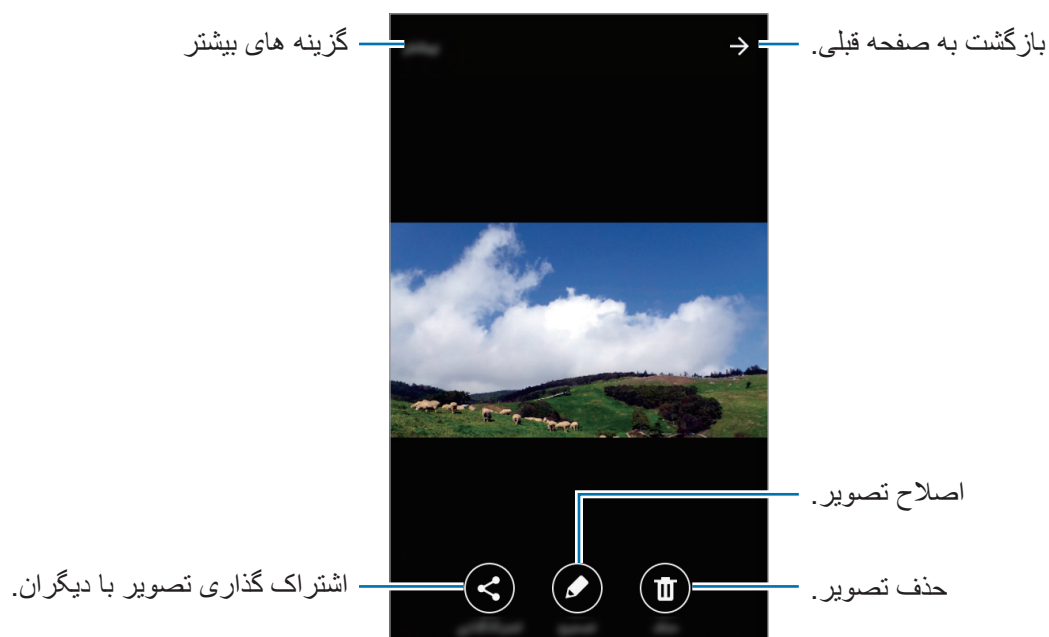 بازگشت به صفحه قبلی.
گزینه های بیشتر
اصلاح تصویر.
حذف تصویر.
اشتراک گذاری تصویر با دیگران.